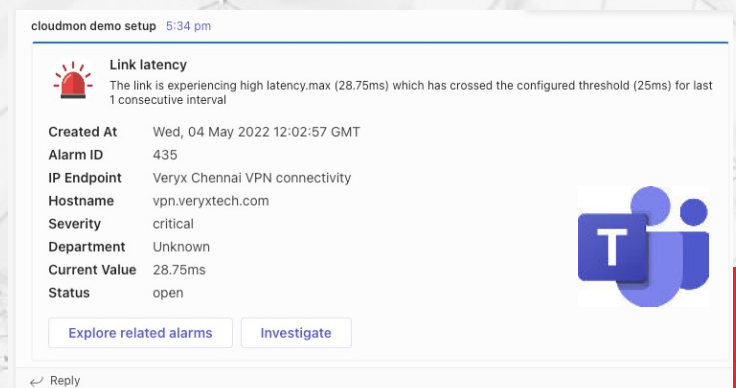 cloudmon demo setup 5:34 pm
Link latency
The link is experiencing high latency.max (28.75ms) which has crossed the configured threshold (25ms) for last
1 consecutive interval
Created At Wed, 04 May 2022 12:02:57 GMT
Alarm ID 435
IP Endpoint Veryx Chennai VPN connectivity
Hostname vpn.veryxtech.com
Severity critical
Department Unknown
Current Value 28.75ms
Status open
T
Explore related alarms Investigate
Reply